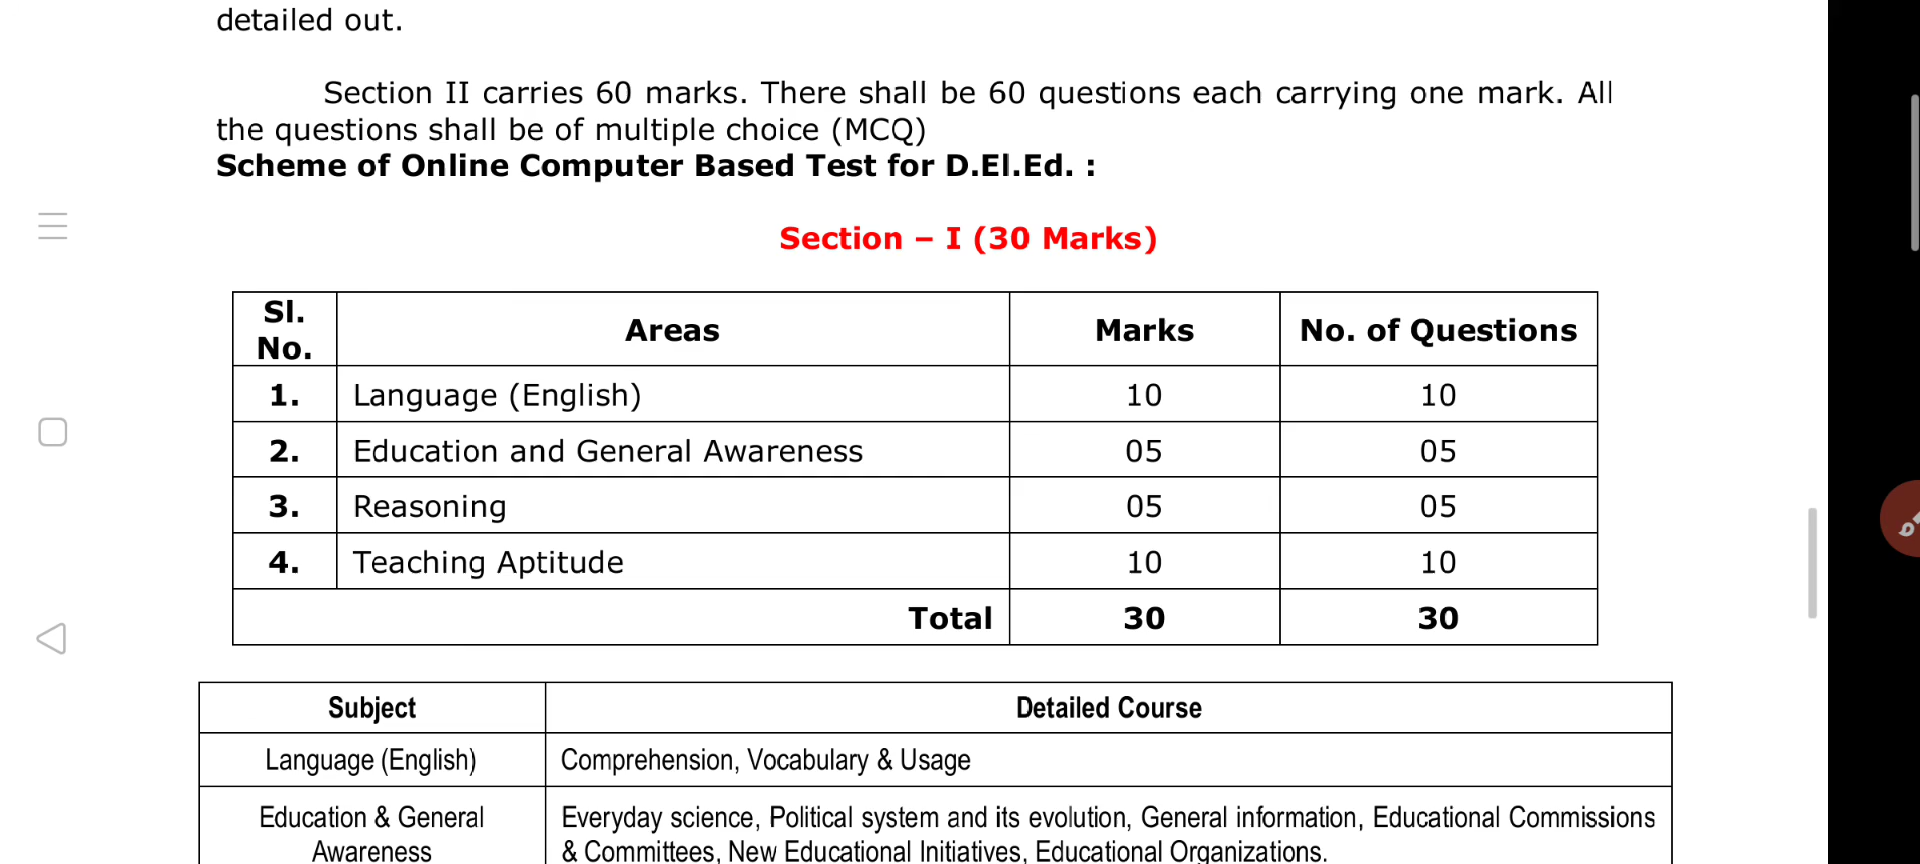 detailed out.
Section II carries 60 marks. There shall be 60 questions each carrying one mark. All
the questions shall be of multiple choice (MCQ)
Scheme of Online Computer Based Test for D.El.Ed. :
Section – I (30 Marks)
Sl. No. Areas Marks No. of Questions
1. Language (English) 10 10
2. Education and General Awareness 05 05
3. Reasoning 05 05
4. Teaching Aptitude 10 10
Total 30 30
Subject Detailed Course
Language (English) Comprehension, Vocabulary & Usage
Education & General Everyday science, Political system and its evolution, General information, Educational Commissions
Awareness & Committees, New Educational Initiatives, Educational Organizations.